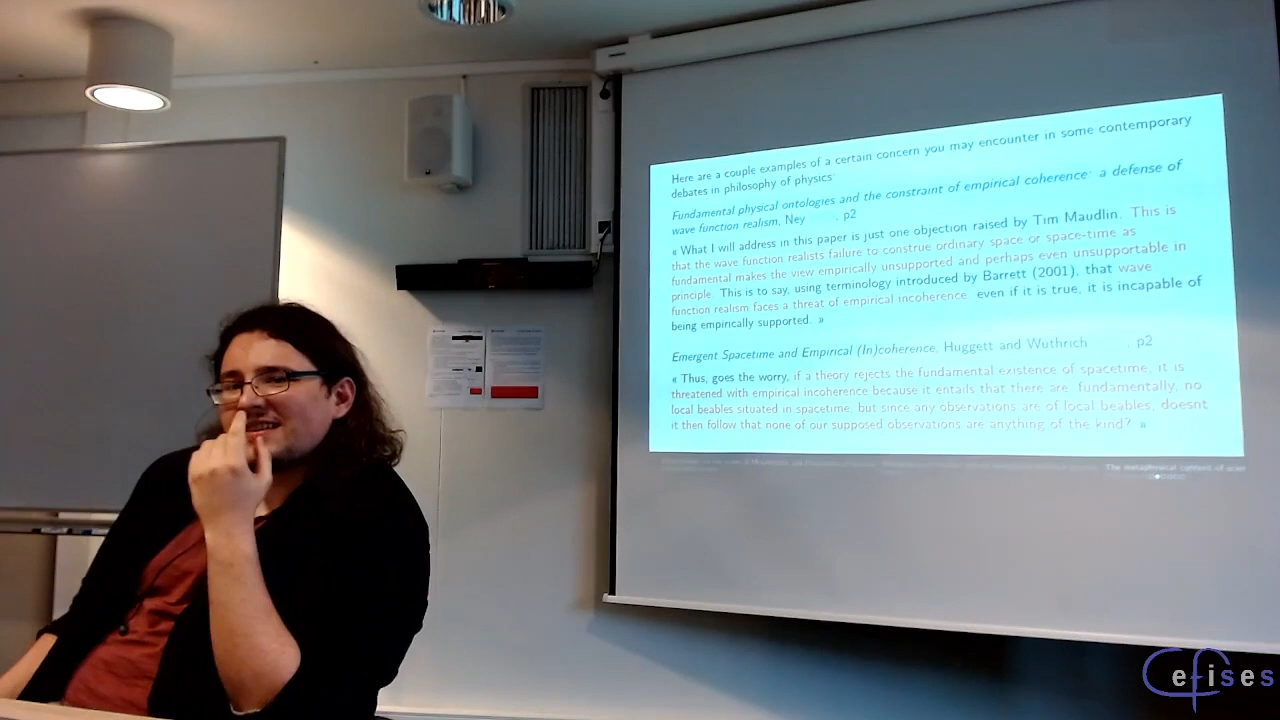 Here are a couple examples of a certain concern you may encounter in some contemporary
debates in philosophy of physics:
Fundamental physical ontologies and the constraint of empirical coherence: a defense of
wave function realism, Ney , p2
« What I will address in this paper is just one objection raised by Tim Maudlin. This is
that the wave function realists failure to construe ordinary space or space-time as
fundamental makes the view empirically unsupported and perhaps even unsupportable in
principle. This is to say, using terminology introduced by Barrett (2001), that wave
function realism faces a threat of empirical incoherence even if it is true, it is incapable of
being empirically supported. »
Emergent Spacetime and Empirical (In)coherence, Huggett and Wuthrich , p2
« Thus, goes the worry, if a theory rejects the fundamental existence of spacetime, it is
threatened with empirical incoherence because it entails that there are, fundamentally, no
local beables situated in spacetime, but since any observations are of local beables, doesnt
it then follow that none of our supposed observations are anything of the kind? »
The metaphysical content of
Cefises